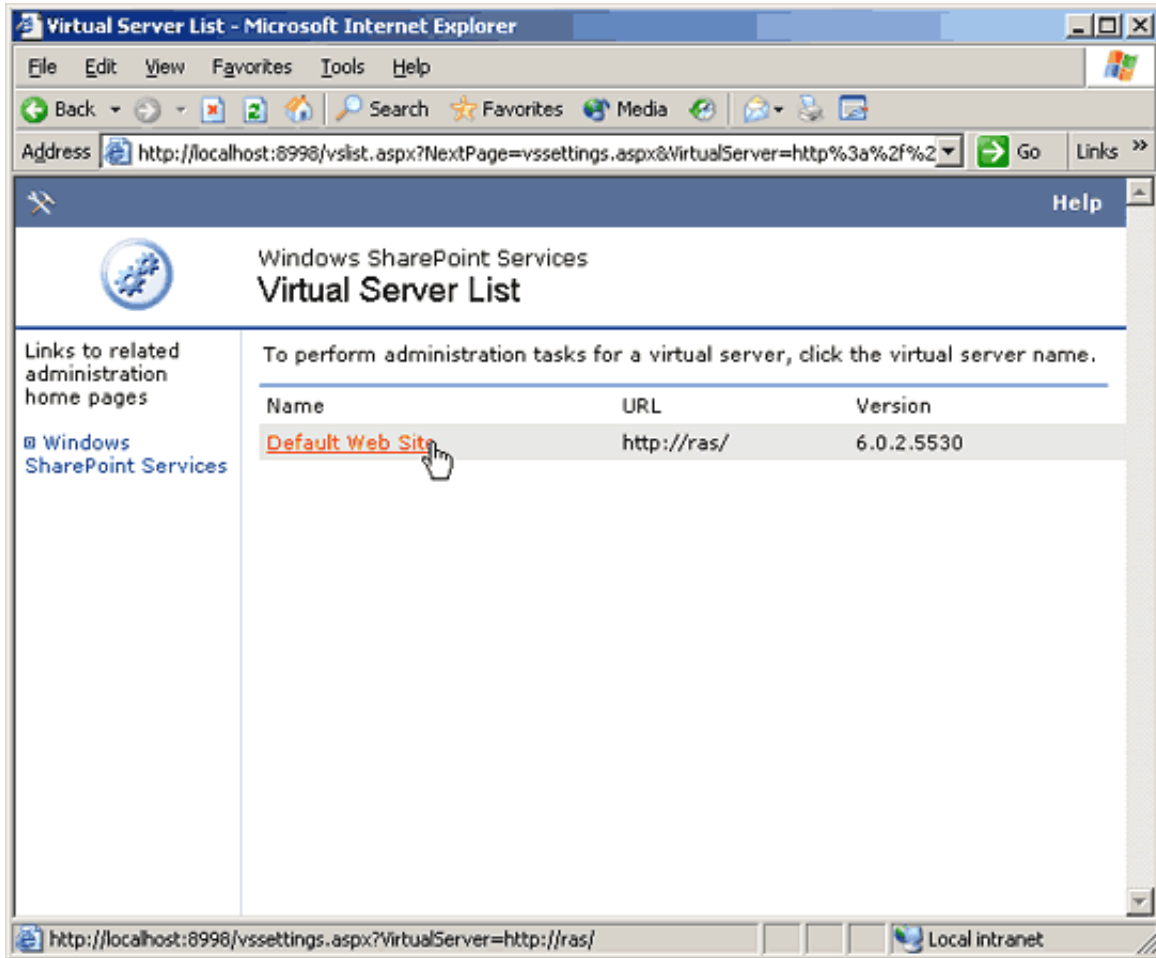 Virtual Server List - Microsoft Internet Explorer
File Edit View Favorites Tools Help
Back Search Favorites Media
Address http://localhost:8998/vslist.aspx?NextPage=vssettings.aspx&VirtualServer=http%3a%2f%2 Go Links »
Help
Windows SharePoint Services
Virtual Server List
Links to related
administration
home pages
Windows
SharePoint Services
To perform administration tasks for a virtual server, click the virtual server name.
Name URL Version
Default Web Site http://ras/ 6.0.2.5530
http://localhost:8998/vssettings.aspx?VirtualServer=http://ras/ Local intranet